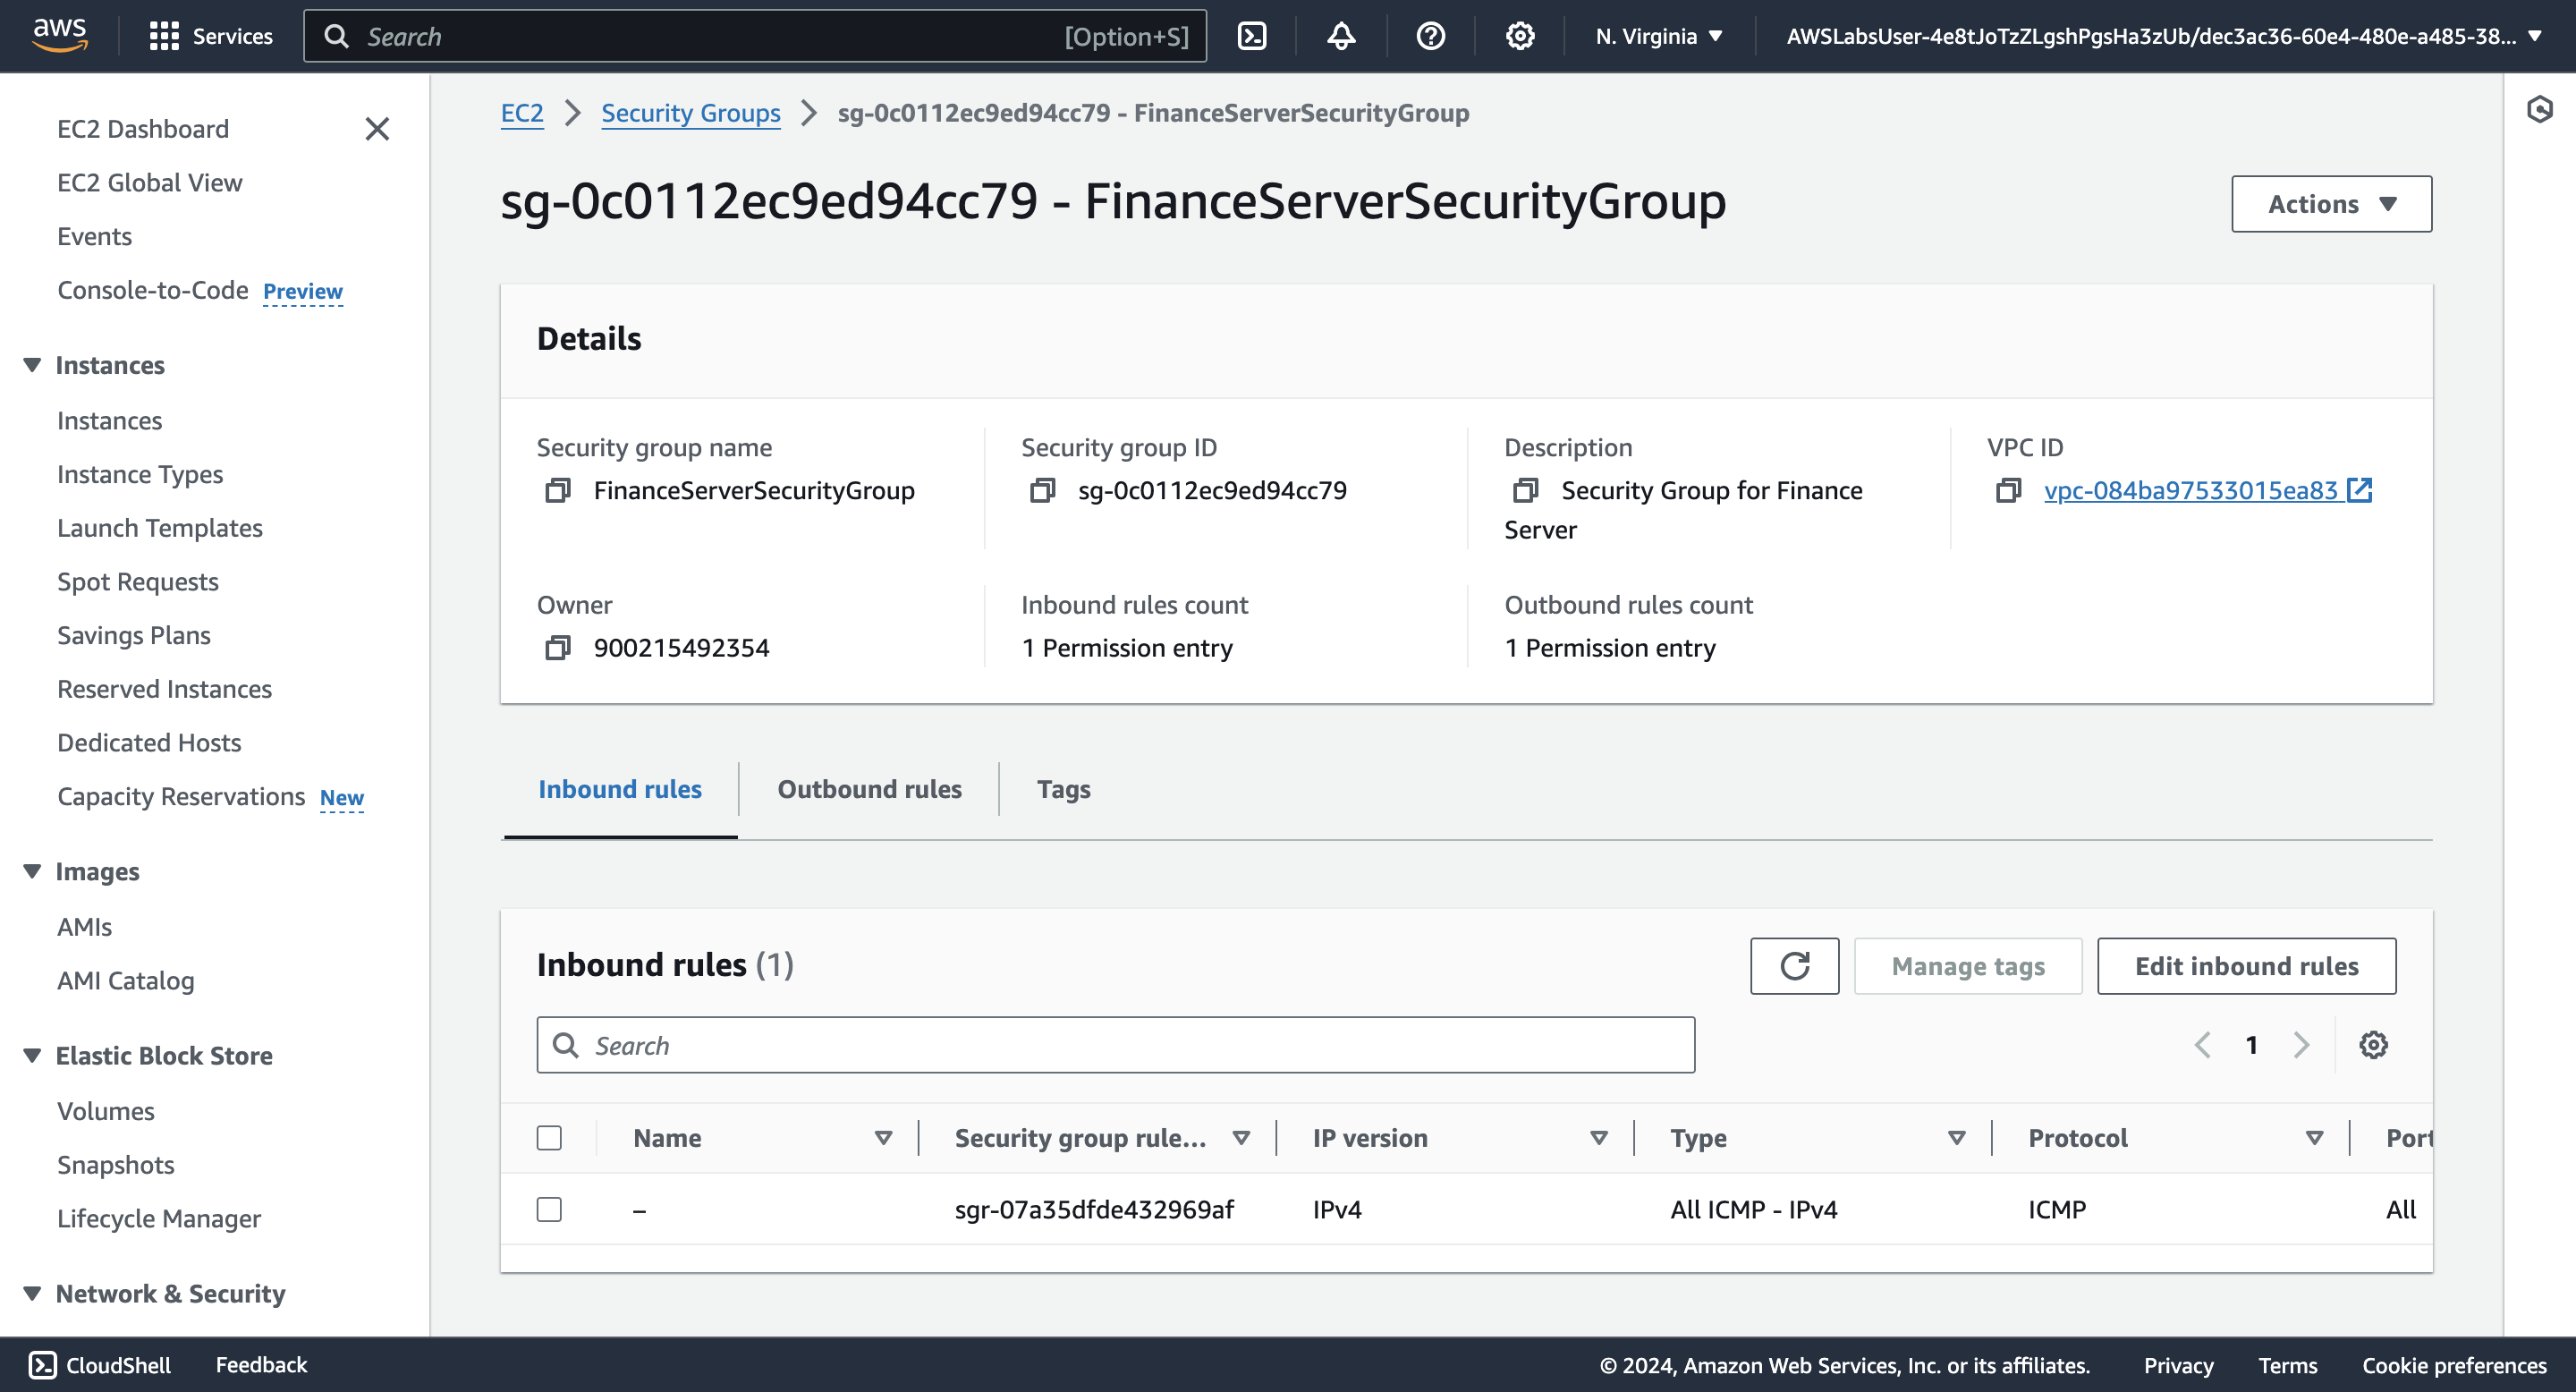 aws
Services
Search
[Option+S]
N. Virginia
AWSLabsUser-4e8tJoTzZLgshPgsHa3zUb/dec3ac36-60e4-480e-a485-38...
EC2 Dashboard
EC2 Global View
Events
Console-to-Code Preview
Instances
Instances
Instance Types
Launch Templates
Spot Requests
Savings Plans
Reserved Instances
Dedicated Hosts
Capacity Reservations New
Images
AMIs
AMI Catalog
Elastic Block Store
Volumes
Snapshots
Lifecycle Manager
Network & Security
EC2 > Security Groups > sg-0c0112ec9ed94cc79 - FinanceServerSecurityGroup
sg-0c0112ec9ed94cc79 - FinanceServerSecurityGroup
Actions
Details
Security group name
FinanceServerSecurityGroup
Security group ID
sg-0c0112ec9ed94cc79
Description
Security Group for Finance
Server
VPC ID
vpc-084ba97533015ea83
Owner
900215492354
Inbound rules count
1 Permission entry
Outbound rules count
1 Permission entry
Inbound rules
Outbound rules
Tags
Inbound rules (1)
Manage tags
Edit inbound rules
Search
1
Name
Security group rule...
IP version
Type
Protocol
Port
–
sgr-07a35dfde432969af
IPv4
All ICMP - IPv4
ICMP
All
CloudShell
Feedback
© 2024, Amazon Web Services, Inc. or its affiliates.
Privacy
Terms
Cookie preferences